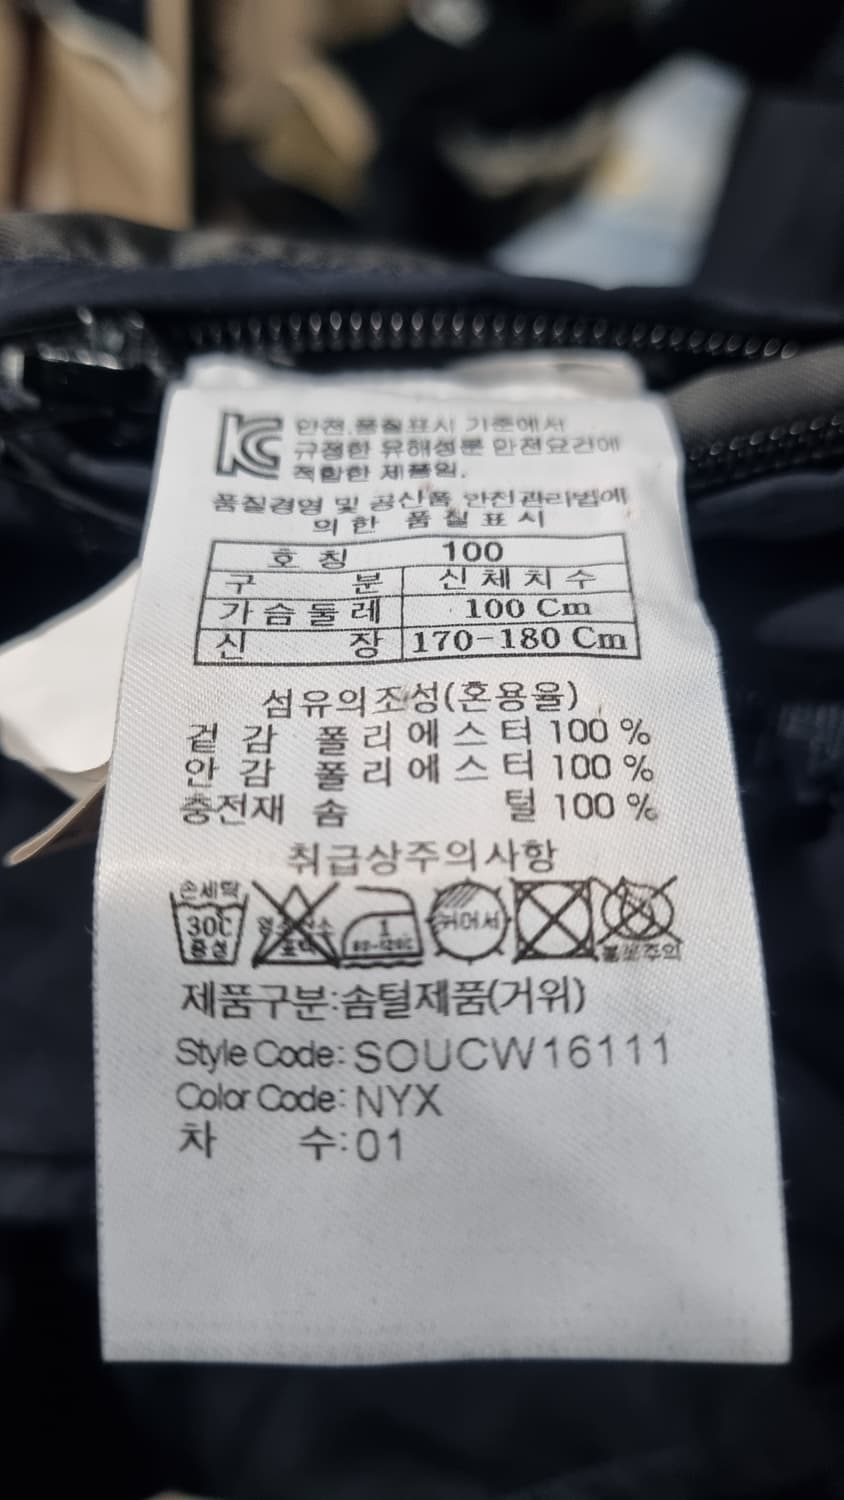 KC 안전.품질표시 기준에서
규정한 유해성분 안전요건에
적합한 제품임.
품질경영 및 공산품 안전관리법에
의한 품질표시
호 칭 100
구 분 신체치수
가슴둘레 100 Cm
신 장 170-180 Cm
섬유의조성(혼용율)
겉 감 폴리에스터 100 %
안 감 폴리에스터 100 %
충전재 솜 털 100 %
취급상주의사항
손세탁
30C
중성
염소
표백
1
뉘어서
제품구분:솜털제품(거위)
Style Code: SOUCW16111
Color Code: NYX
차 수: 01